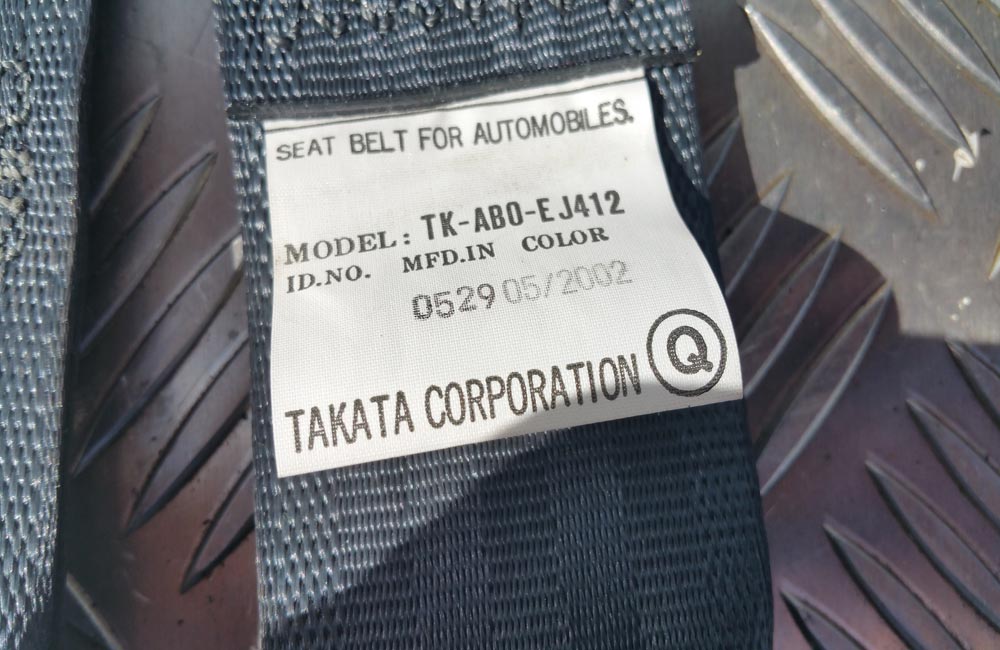 SEAT BELT FOR AUTOMOBILES.
MODEL: TK-AB0-EJ412
ID.NO. MFD.IN COLOR
0529 05/2002
TAKATA CORPORATION Q